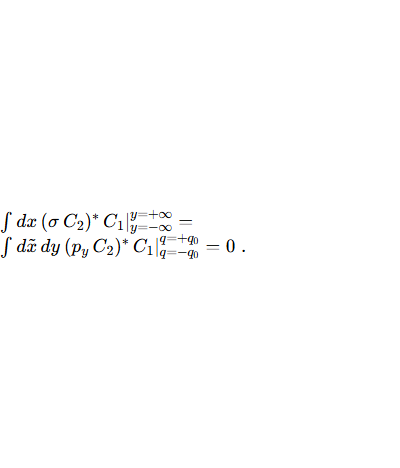 ∫ dx (σ C₂)* C₁|_{y=−∞}^{y=+∞} =
∫ dx̃ dy (p_y C₂)* C₁|_{q=−q₀}^{q=+q₀} = 0 .